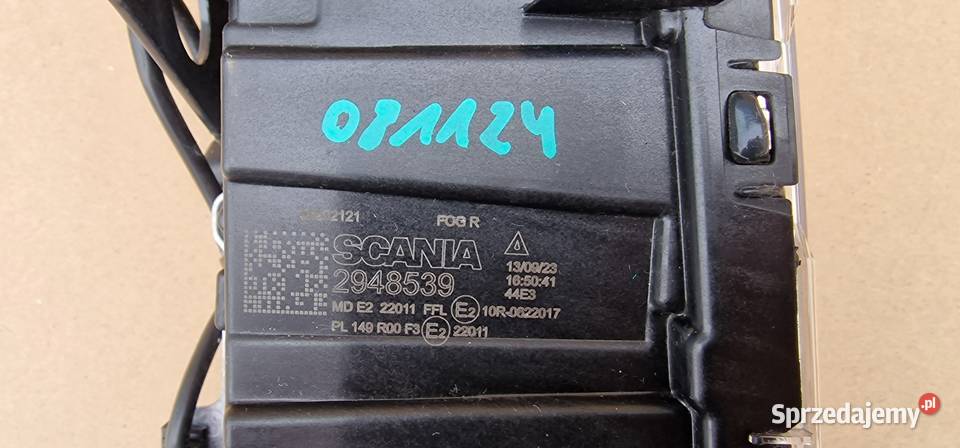 081124
FOG R
SCANIA
2948539
13/09/23
16:50:41
44E3
MD E2 22011 FFL E2 10R-0622017
PL 149 R00 F3 E2 22011
Sprzedajemy.pl